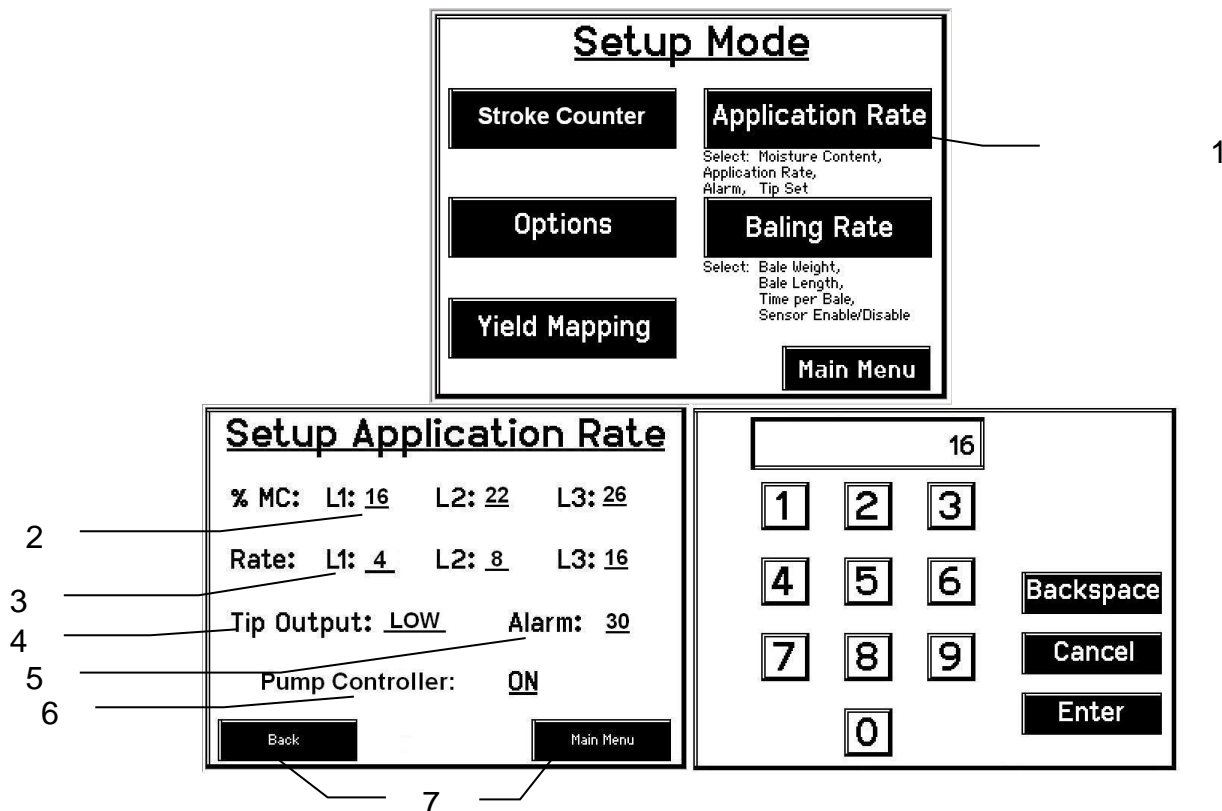 Setup Mode
Stroke Counter
Application Rate
1
Select: Moisture Content,
Application Rate,
Alarm, Tip Set
Options
Baling Rate
Select: Bale Weight,
Bale Length,
Time per Bale,
Sensor Enable/Disable
Yield Mapping
Main Menu
Setup Application Rate
% MC: L1: 16 L2: 22 L3: 26
2
Rate: L1: 4 L2: 8 L3: 16
3
Tip Output: LOW Alarm: 30
4
5
Pump Controller: ON
6
Back
Main Menu
7
16
1 2 3
4 5 6
Backspace
7 8 9
Cancel
Enter
0